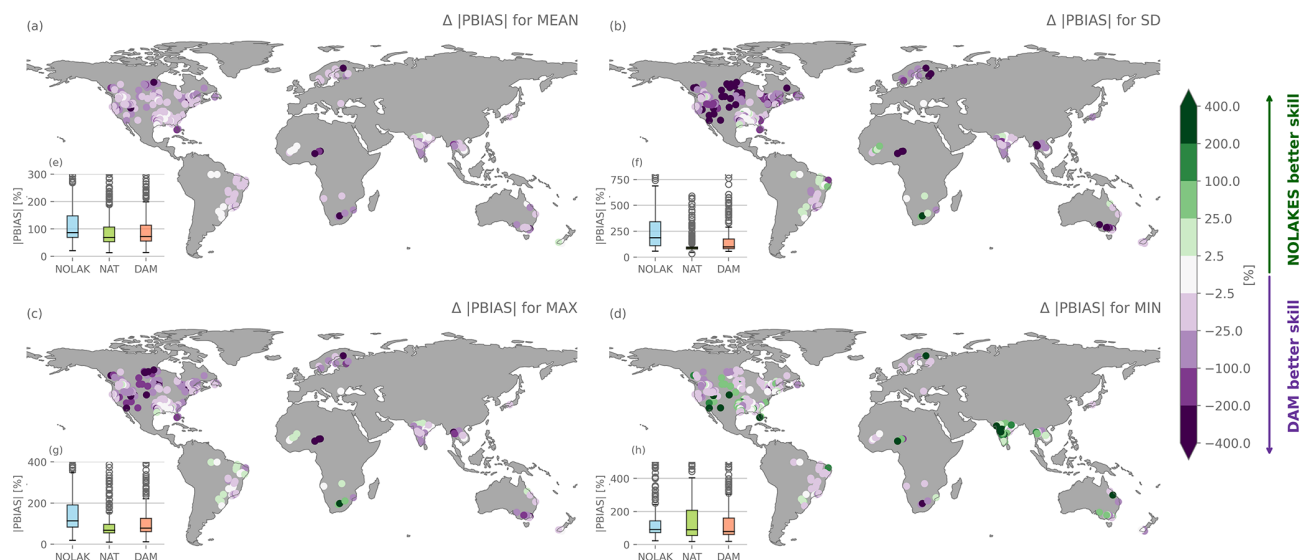 (a)
Δ |PBIAS| for MEAN
(e)
300
200
100
0
|PBIAS| [%]
NOLAK NAT DAM
(b)
Δ |PBIAS| for SD
(f)
750
500
250
0
|PBIAS| [%]
NOLAK NAT DAM
(c)
Δ |PBIAS| for MAX
(g)
400
200
0
|PBIAS| [%]
NOLAK NAT DAM
(d)
Δ |PBIAS| for MIN
(h)
400
200
0
|PBIAS| [%]
NOLAK NAT DAM
400.0
200.0
100.0
25.0
2.5
−2.5
−25.0
−100.0
−200.0
−400.0
[%]
NOLAKES better skill
DAM better skill